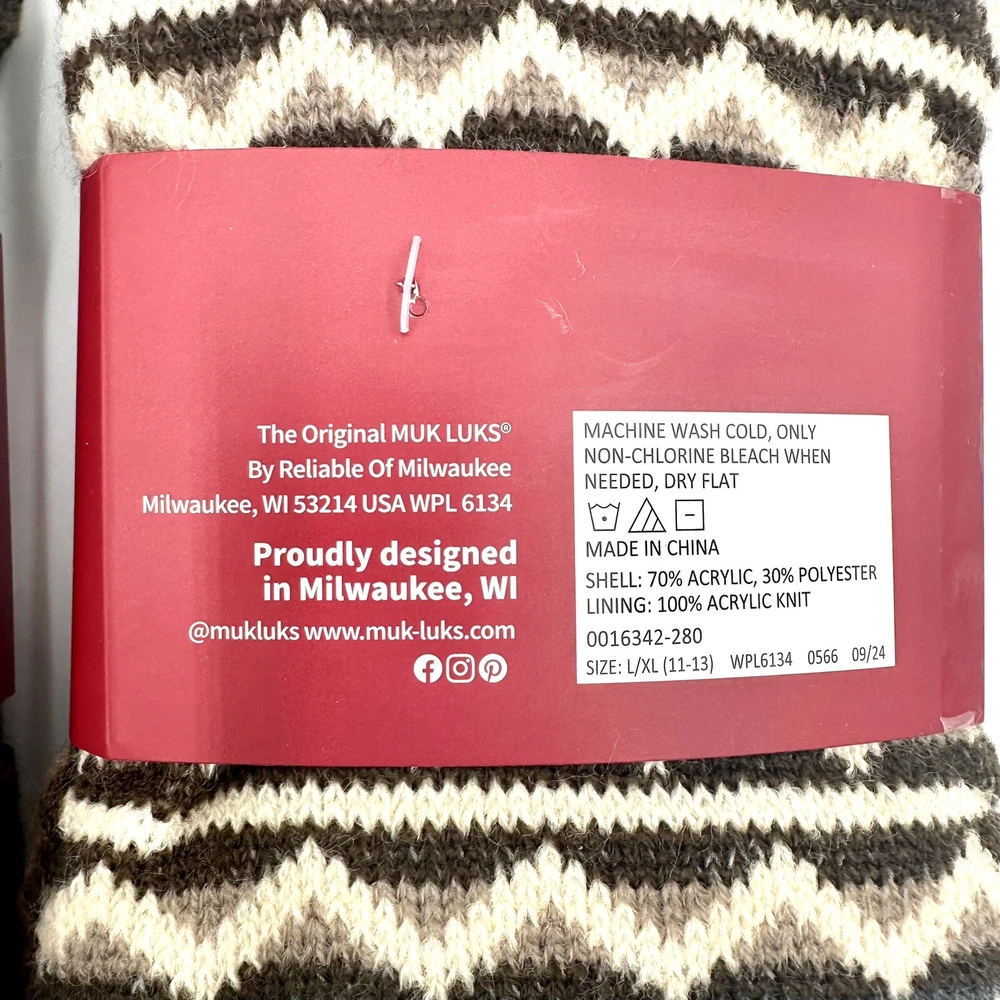 The Original MUK LUKS®
By Reliable Of Milwaukee
Milwaukee, WI 53214 USA WPL 6134
Proudly designed
in Milwaukee, WI
@mukluks www.muk-luks.com
MACHINE WASH COLD, ONLY
NON-CHLORINE BLEACH WHEN
NEEDED, DRY FLAT
MADE IN CHINA
SHELL: 70% ACRYLIC, 30% POLYESTER
LINING: 100% ACRYLIC KNIT
0016342-280
SIZE: L/XL (11-13) WPL6134 0566 09/24